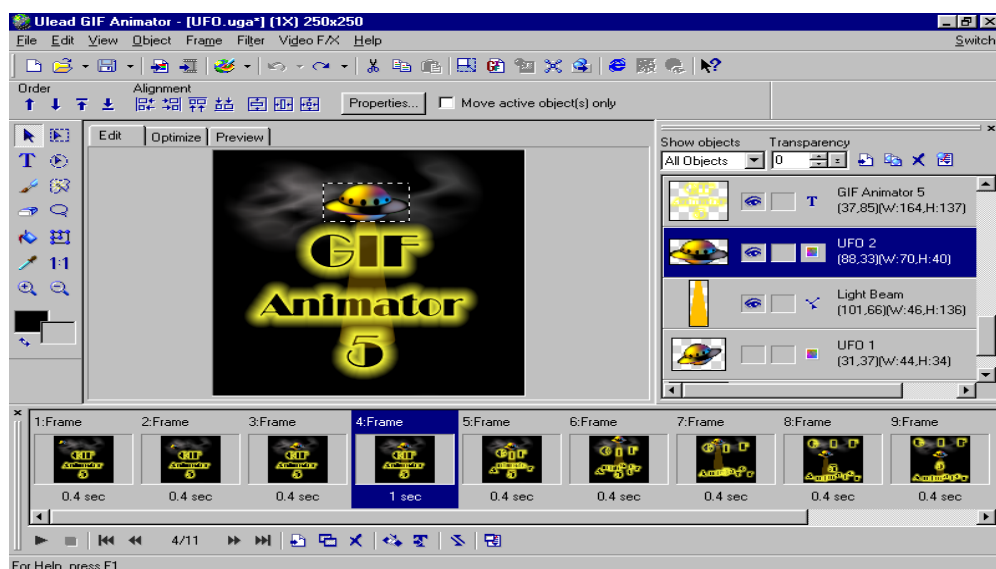 Ulead GIF Animator - [UFO.uga*] (1X) 250x250
File Edit View Object Frame Filter Video F/X Help Switch
Order Alignment
Properties... Move active object(s) only
Edit Optimize Preview
Show objects Transparency
All Objects 0
T
1:1
GIF
Animator
5
T GIF Animator 5
(37,85)(W:164,H:137)
UFO 2
(88,33)(W:70,H:40)
Light Beam
(101,66)(W:46,H:136)
UFO 1
(31,37)(W:44,H:34)
1:Frame 2:Frame 3:Frame 4:Frame 5:Frame 6:Frame 7:Frame 8:Frame 9:Frame
0.4 sec 0.4 sec 0.4 sec 1 sec 0.4 sec 0.4 sec 0.4 sec 0.4 sec 0.4 sec
4/11
For Help, press F1